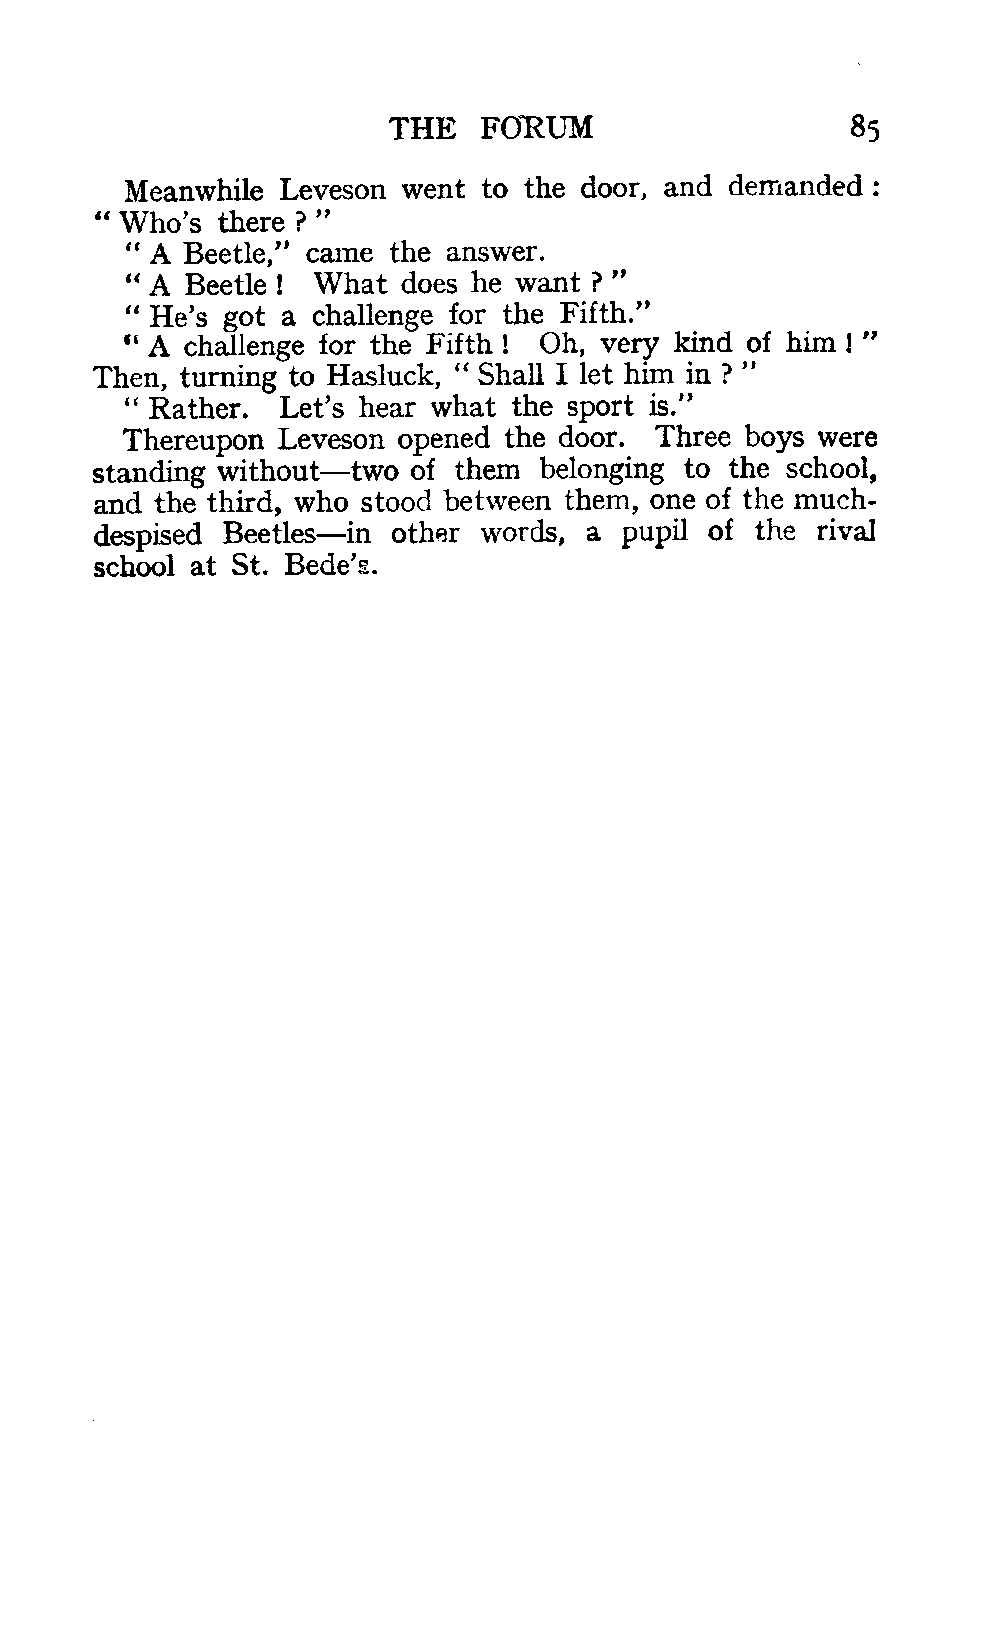 THE FORUM 85
Meanwhile Leveson went to the door, and demanded :
" Who's there ? "
" A Beetle," came the answer.
" A Beetle ! What does he want ? "
" He's got a challenge for the Fifth."
" A challenge for the Fifth ! Oh, very kind of him ! "
Then, turning to Hasluck, " Shall I let him in ? "
" Rather. Let's hear what the sport is."
Thereupon Leveson opened the door. Three boys were
standing without—two of them belonging to the school,
and the third, who stood between them, one of the much-
despised Beetles—in other words, a pupil of the rival
school at St. Bede's.